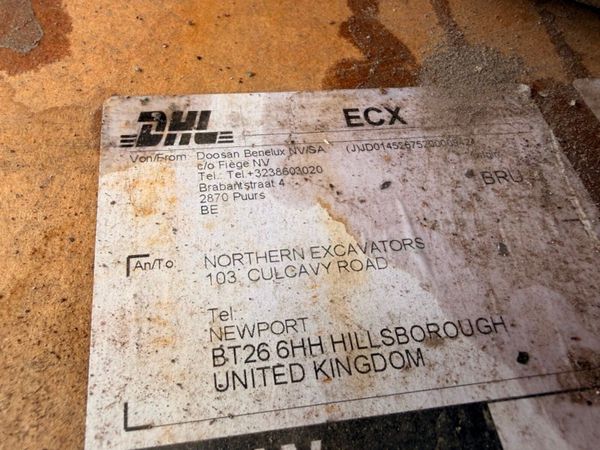 DHL
ECX
Von/From
Doosan Benelux NV/SA
c/o Fiège NV
Tel.: Tel.+3238603020
Brabantstraat 4
2870 Puurs
BE
BRU
An/To
NORTHERN EXCAVATORS
103, CULCAVY ROAD
Tel.:
NEWPORT
BT26 6HH HILLSBOROUGH
UNITED KINGDOM